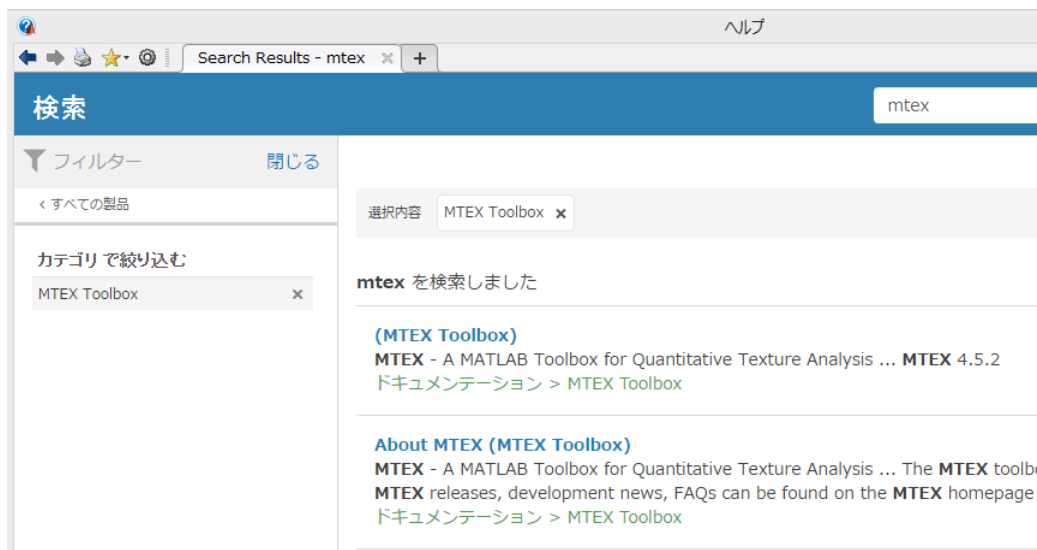 ヘルプ
Search Results - mtex
検索
mtex
フィルター 閉じる
< すべての製品
選択内容 MTEX Toolbox ×
カテゴリ で絞り込む
MTEX Toolbox ×
mtex を検索しました
(MTEX Toolbox)
MTEX - A MATLAB Toolbox for Quantitative Texture Analysis ... MTEX 4.5.2
ドキュメンテーション > MTEX Toolbox
About MTEX (MTEX Toolbox)
MTEX - A MATLAB Toolbox for Quantitative Texture Analysis ... The MTEX toolb
MTEX releases, development news, FAQs can be found on the MTEX homepage
ドキュメンテーション > MTEX Toolbox